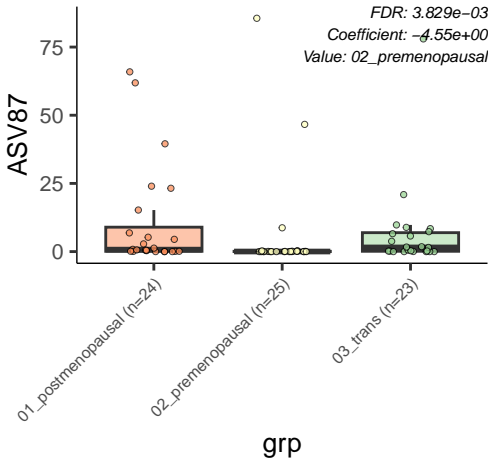 FDR: 3.829e−03
Coefficient: −4.55e+00
Value: 02_premenopausal
ASV87
75
50
25
0
01_postmenopausal (n=24)
02_premenopausal (n=25)
03_trans (n=23)
grp